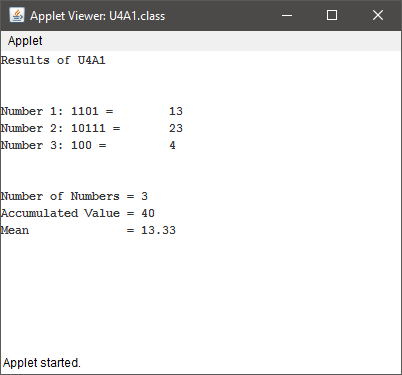 Applet Viewer: U4A1.class
Applet
Results of U4A1
Number 1: 1101 = 13
Number 2: 10111 = 23
Number 3: 100 = 4
Number of Numbers = 3
Accumulated Value = 40
Mean = 13.33
Applet started.